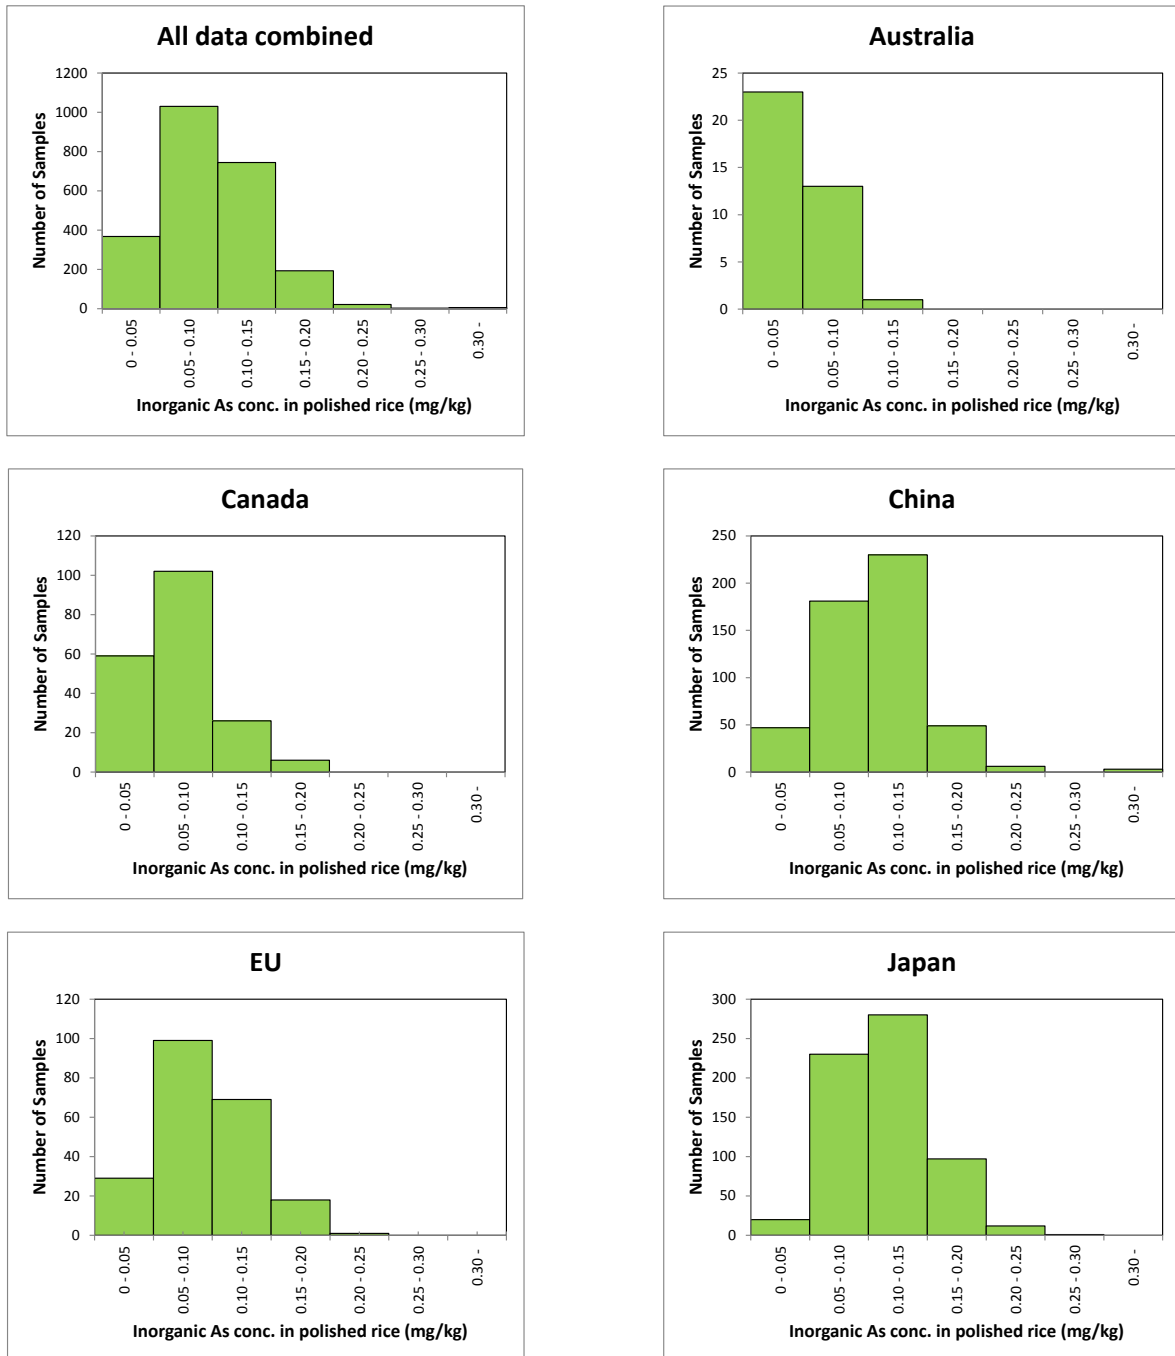 All data combined
Number of Samples
1200
1000
800
600
400
200
0
0 - 0.05
0.05 - 0.10
0.10 - 0.15
0.15 - 0.20
0.20 - 0.25
0.25 - 0.30
0.30 -
Inorganic As conc. in polished rice (mg/kg)
Australia
Number of Samples
25
20
15
10
5
0
0 - 0.05
0.05 - 0.10
0.10 - 0.15
0.15 - 0.20
0.20 - 0.25
0.25 - 0.30
0.30 -
Inorganic As conc. in polished rice (mg/kg)
Canada
Number of Samples
120
100
80
60
40
20
0
0 - 0.05
0.05 - 0.10
0.10 - 0.15
0.15 - 0.20
0.20 - 0.25
0.25 - 0.30
0.30 -
Inorganic As conc. in polished rice (mg/kg)
China
Number of Samples
250
200
150
100
50
0
0 - 0.05
0.05 - 0.10
0.10 - 0.15
0.15 - 0.20
0.20 - 0.25
0.25 - 0.30
0.30 -
Inorganic As conc. in polished rice (mg/kg)
EU
Number of Samples
120
100
80
60
40
20
0
0 - 0.05
0.05 - 0.10
0.10 - 0.15
0.15 - 0.20
0.20 - 0.25
0.25 - 0.30
0.30 -
Inorganic As conc. in polished rice (mg/kg)
Japan
Number of Samples
300
250
200
150
100
50
0
0 - 0.05
0.05 - 0.10
0.10 - 0.15
0.15 - 0.20
0.20 - 0.25
0.25 - 0.30
0.30 -
Inorganic As conc. in polished rice (mg/kg)